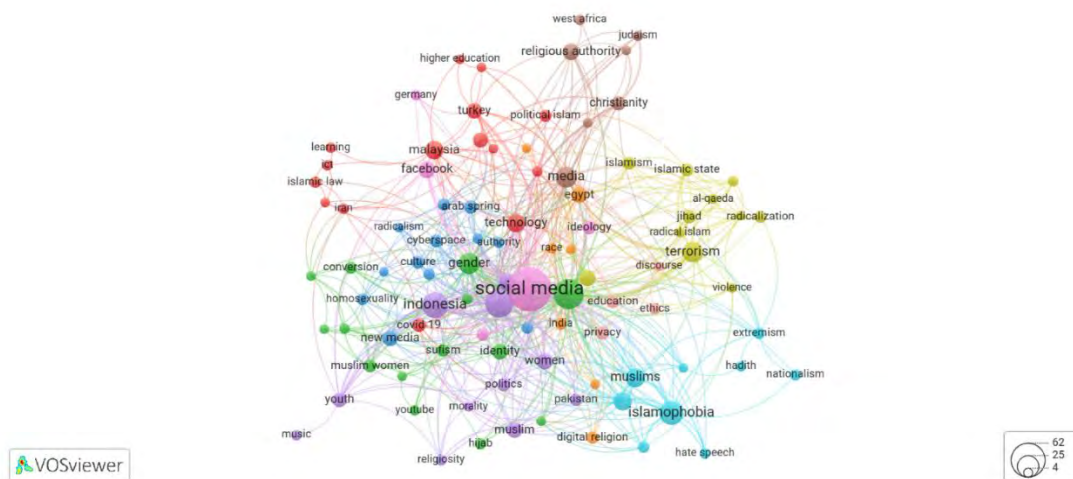 west africa
judaism
religious authority
higher education
germany
christianity
turkey
political islam
learning
malaysia
ict
facebook
media
islamism
islamic state
islamic law
egypt
al-qaeda
iran
arab spring
jihad
radicalization
radicalism
technology
ideology
radical islam
cyberspace
authority
race
terrorism
culture
gender
discourse
conversion
social media
violence
homosexuality
indonesia
education
ethics
covid 19
india
privacy
extremism
new media
sufism
identify
women
hadith
muslim women
muslims
nationalism
politics
youth
pakistan
morality
youtube
islamophobia
music
muslim
hijab
digital religion
hate speech
religiosity
VOSviewer
62
25
4